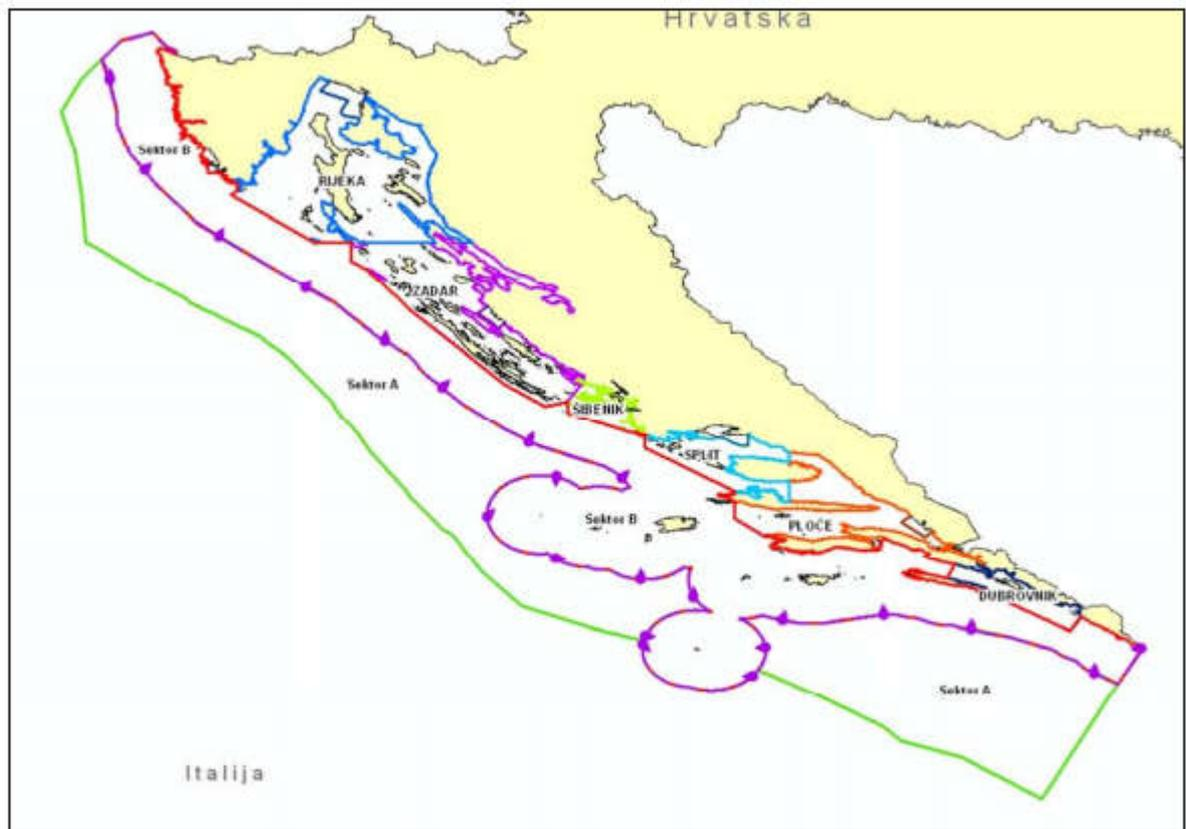 Hrvatska
Sektor B
RIJEKA
ZADAR
Sektor A
ŠIBENIK
SPLIT
Sektor B
PLOČE
DUBROVNIK
Sektor A
Italija